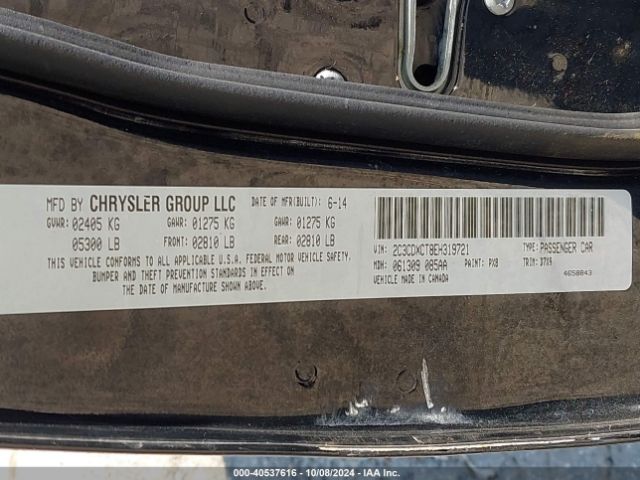 MFD BY CHRYSLER GROUP LLC DATE OF MFR(BUILT): 6-14
GVWR: 02405 KG GAWR: 01275 KG GAWR: 01275 KG
05300 LB FRONT: 02810 LB REAR: 02810 LB
THIS VEHICLE CONFORMS TO ALL APPLICABLE U.S.A. FEDERAL MOTOR VEHICLE SAFETY,
BUMPER AND THEFT PREVENTION STANDARDS IN EFFECT ON
THE DATE OF MANUFACTURE SHOWN ABOVE.
VIN: 2C3CDXCT8EH319721 TYPE: PASSENGER CAR
MDH: 061309 085AA PAINT: PX8 TRIM:
VEHICLE MADE IN CANADA 4658843
000-40537616 - 10/08/2024 - IAA Inc.